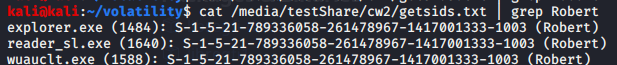 kali@kali:~/volatility$ cat /media/testShare/cw2/getsids.txt | grep Robert
explorer.exe (1484): S-1-5-21-789336058-261478967-1417001333-1003 (Robert)
reader_sl.exe (1640): S-1-5-21-789336058-261478967-1417001333-1003 (Robert)
wuauclt.exe (1588): S-1-5-21-789336058-261478967-1417001333-1003 (Robert)